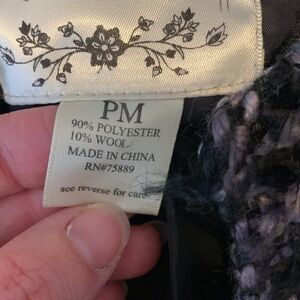 PM
90% POLYESTER
10% WOOL
MADE IN CHINA
RN#75889
see reverse for care